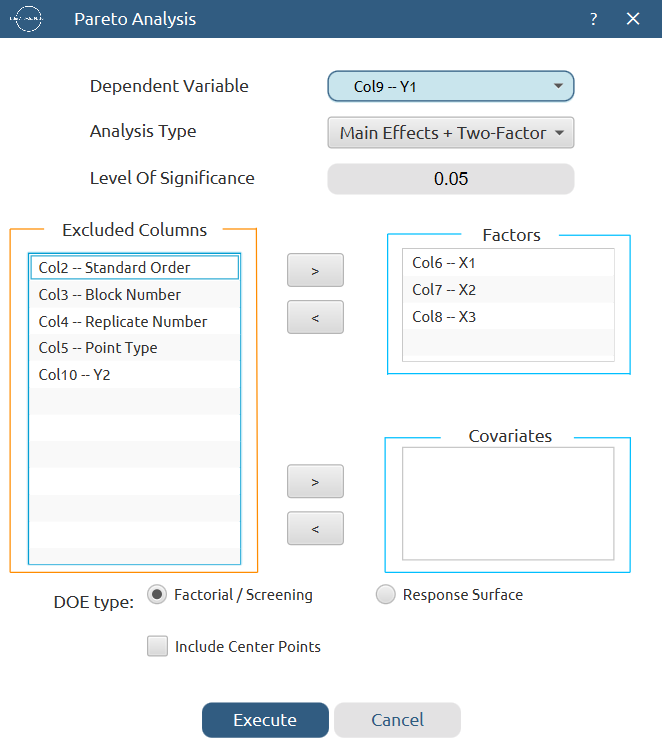 Pareto Analysis
?
Dependent Variable
Col9 -- Y1
Analysis Type
Main Effects + Two-Factor
Level Of Significance
0.05
Excluded Columns
Col2 -- Standard Order
Col3 -- Block Number
Col4 -- Replicate Number
Col5 -- Point Type
Col10 -- Y2
>
<
Factors
Col6 -- X1
Col7 -- X2
Col8 -- X3
>
<
Covariates
DOE type:
Factorial / Screening
Response Surface
Include Center Points
Execute
Cancel